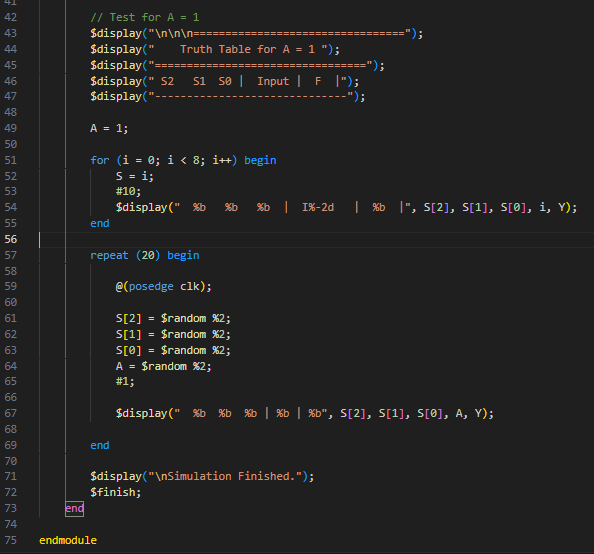 41
42 // Test for A = 1
43 $display("\n\n\n=================================");
44 $display("    Truth Table for A = 1 ");
45 $display("=================================");
46 $display(" S2   S1  S0 |  Input |  F  |");
47 $display("------------------------------");
48
49 A = 1;
50
51 for (i = 0; i < 8; i++) begin
52 S = i;
53 #10;
54 $display("  %b   %b   %b  |  I%-2d   |  %b  |", S[2], S[1], S[0], i, Y);
55 end
56
57 repeat (20) begin
58
59 @(posedge clk);
60
61 S[2] = $random %2;
62 S[1] = $random %2;
63 S[0] = $random %2;
64 A = $random %2;
65 #1;
66
67 $display("  %b  %b  %b | %b | %b", S[2], S[1], S[0], A, Y);
68
69 end
70
71 $display("\nSimulation Finished.");
72 $finish;
73 end
74
75 endmodule